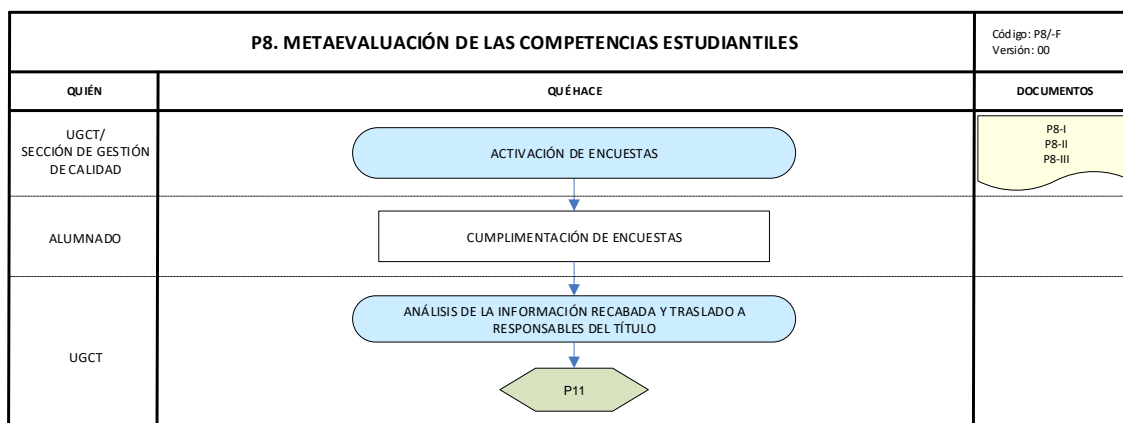 P8. METAEVALUACIÓN DE LAS COMPETENCIAS ESTUDIANTILES
Código: P8/-F
Versión: 00
QUIÉN
QUÉ HACE
DOCUMENTOS
UGCT/
SECCIÓN DE GESTIÓN
DE CALIDAD
ACTIVACIÓN DE ENCUESTAS
P8-I
P8-II
P8-III
ALUMNADO
CUMPLIMENTACIÓN DE ENCUESTAS
UGCT
ANÁLISIS DE LA INFORMACIÓN RECABADA Y TRASLADO A
RESPONSABLES DEL TÍTULO
P11